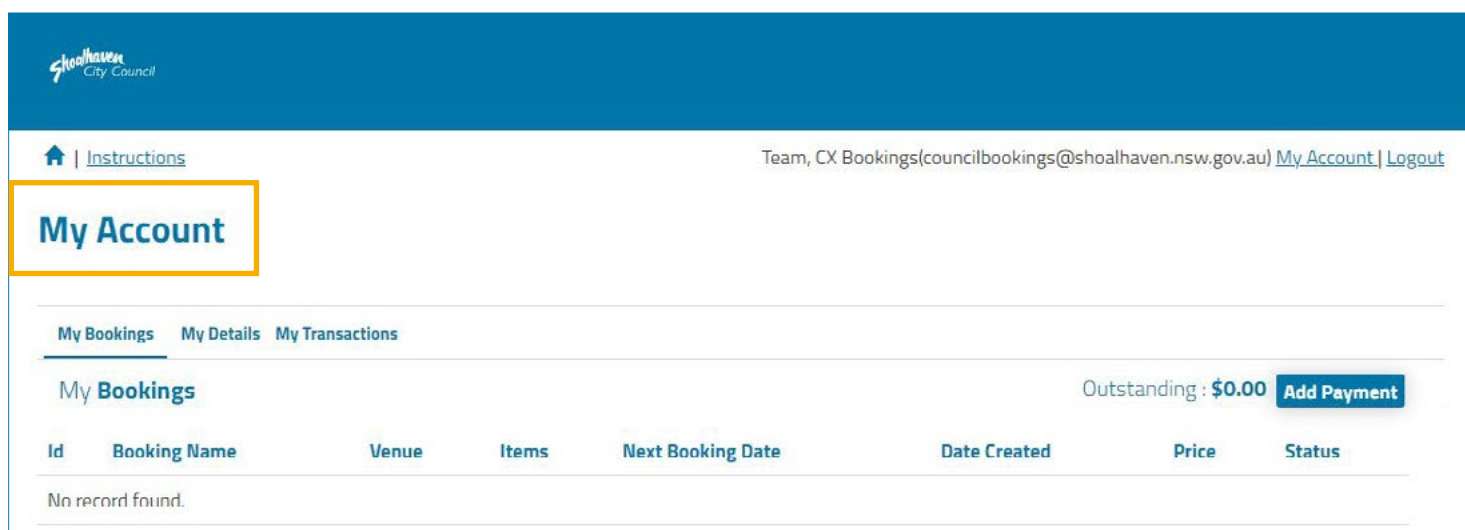 Shoalhaven
City Council
| Instructions
Team, CX Bookings(councilbookings@shoalhaven.nsw.gov.au) My Account | Logout
My Account
My Bookings My Details My Transactions
My Bookings
Outstanding : $0.00 Add Payment
Id Booking Name Venue Items Next Booking Date Date Created Price Status
No record found.